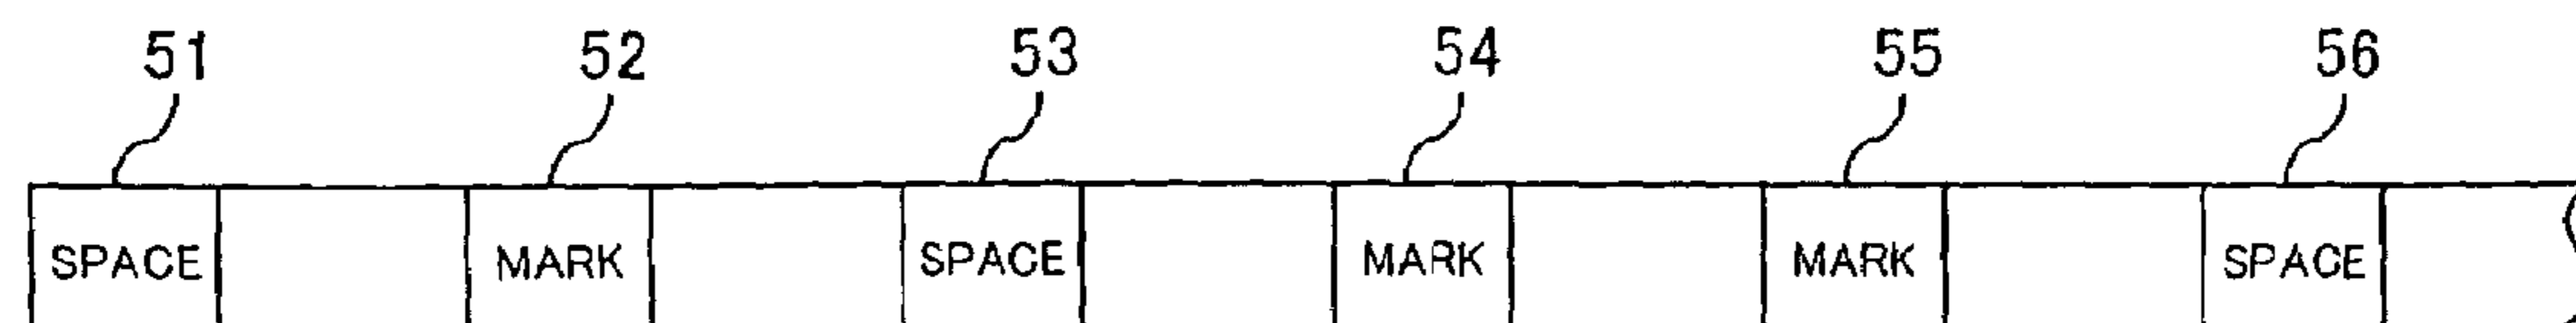 51 52 53 54 55 56
SPACE MARK SPACE MARK MARK SPACE